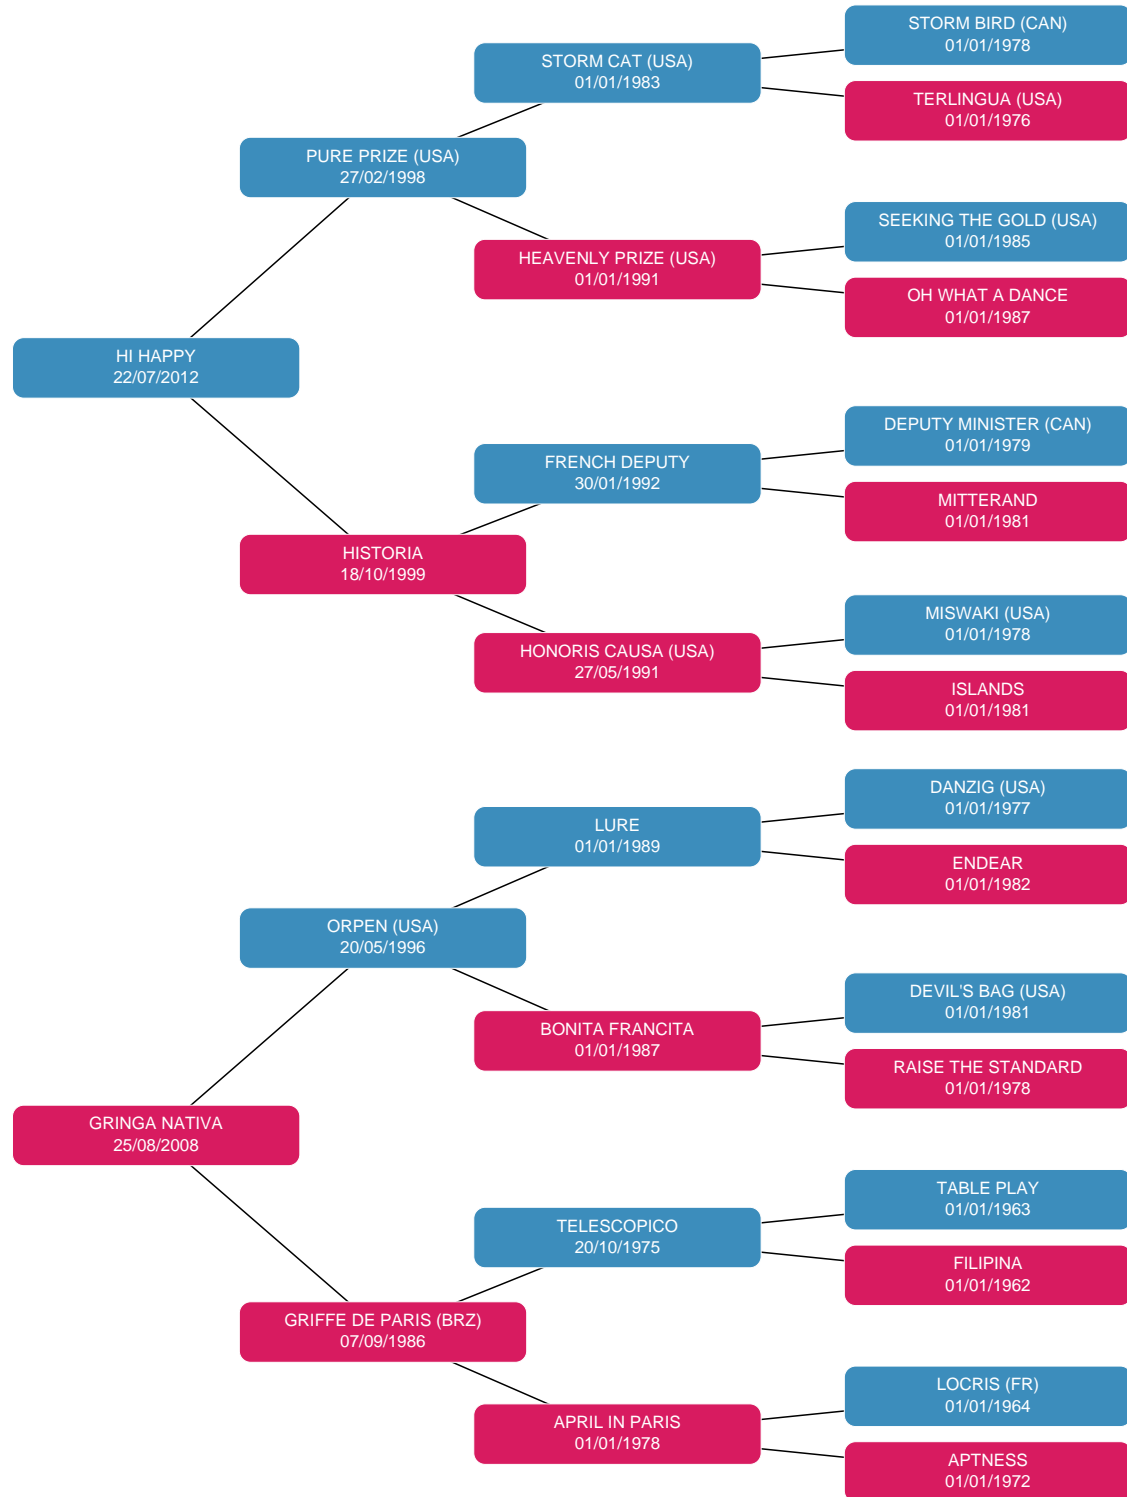 STORM BIRD (CAN)
01/01/1978
STORM CAT (USA)
01/01/1983
TERLINGUA (USA)
01/01/1976
PURE PRIZE (USA)
27/02/1998
SEEKING THE GOLD (USA)
01/01/1985
HEAVENLY PRIZE (USA)
01/01/1991
OH WHAT A DANCE
01/01/1987
HI HAPPY
22/07/2012
DEPUTY MINISTER (CAN)
01/01/1979
FRENCH DEPUTY
30/01/1992
MITTERAND
01/01/1981
HISTORIA
18/10/1999
MISWAKI (USA)
01/01/1978
HONORIS CAUSA (USA)
27/05/1991
ISLANDS
01/01/1981
DANZIG (USA)
01/01/1977
LURE
01/01/1989
ENDEAR
01/01/1982
ORPEN (USA)
20/05/1996
DEVIL'S BAG (USA)
01/01/1981
BONITA FRANCITA
01/01/1987
RAISE THE STANDARD
01/01/1978
GRINGA NATIVA
25/08/2008
TABLE PLAY
01/01/1963
TELESCOPICO
20/10/1975
FILIPINA
01/01/1962
GRIFFE DE PARIS (BRZ)
07/09/1986
LOCRIS (FR)
01/01/1964
APRIL IN PARIS
01/01/1978
APTNESS
01/01/1972